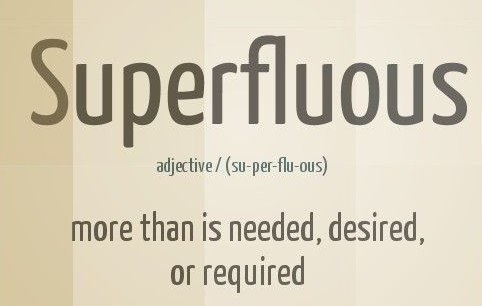 Superfluous
adjective / (su-per-flu-ous)
more than is needed, desired,
or required